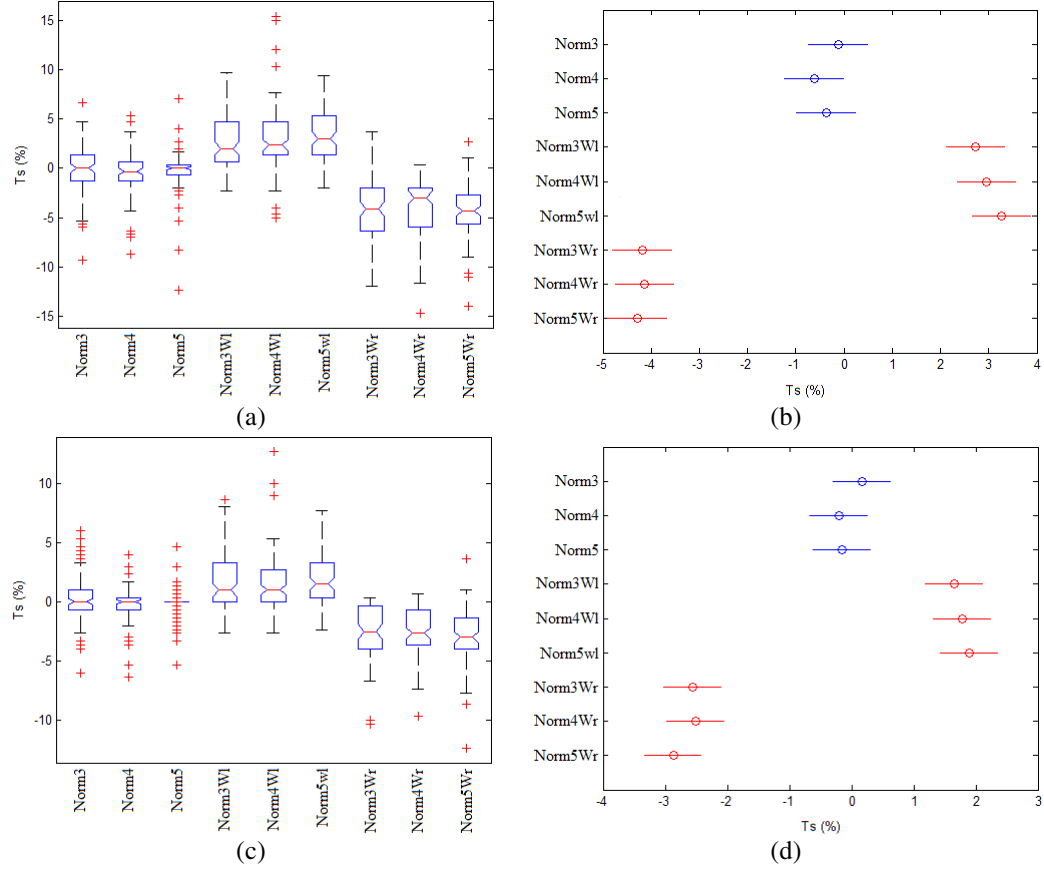 15
10
5
0
-5
-10
-15
Ts (%)
Norm3
Norm4
Norm5
Norm3Wl
Norm4Wl
Norm5wl
Norm3Wr
Norm4Wr
Norm5Wr
(a)
Norm3
Norm4
Norm5
Norm3Wl
Norm4Wl
Norm5wl
Norm3Wr
Norm4Wr
Norm5Wr
-5 -4 -3 -2 -1 0 1 2 3 4
Ts (%)
(b)
10
5
0
-5
-10
Ts (%)
Norm3
Norm4
Norm5
Norm3Wl
Norm4Wl
Norm5wl
Norm3Wr
Norm4Wr
Norm5Wr
(c)
Norm3
Norm4
Norm5
Norm3Wl
Norm4Wl
Norm5wl
Norm3Wr
Norm4Wr
Norm5Wr
-4 -3 -2 -1 0 1 2 3
Ts (%)
(d)